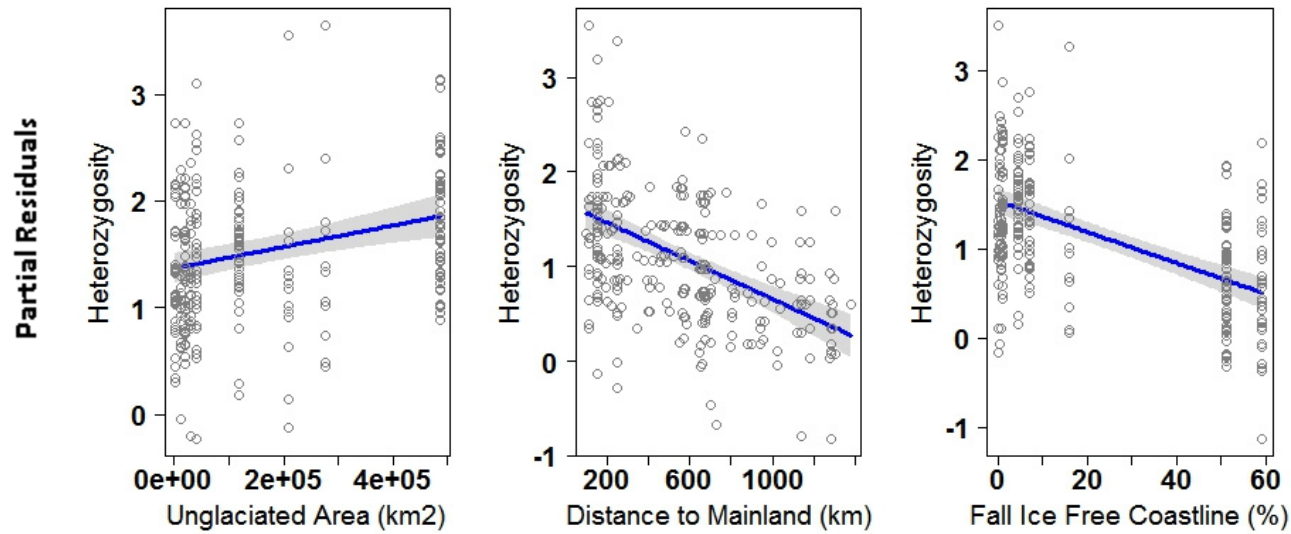 Partial Residuals
Heterozygosity
3
2
1
0
0e+00 2e+05 4e+05
Unglaciated Area (km2)
Heterozygosity
3
2
1
0
-1
200 600 1000
Distance to Mainland (km)
Heterozygosity
3
2
1
0
-1
0 20 40 60
Fall Ice Free Coastline (%)